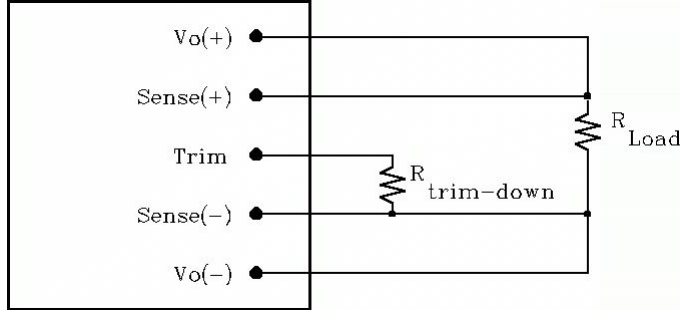 Vo(+)
Sense(+)
R
Load
Trim
R
trim-down
Sense(-)
Vo(-)